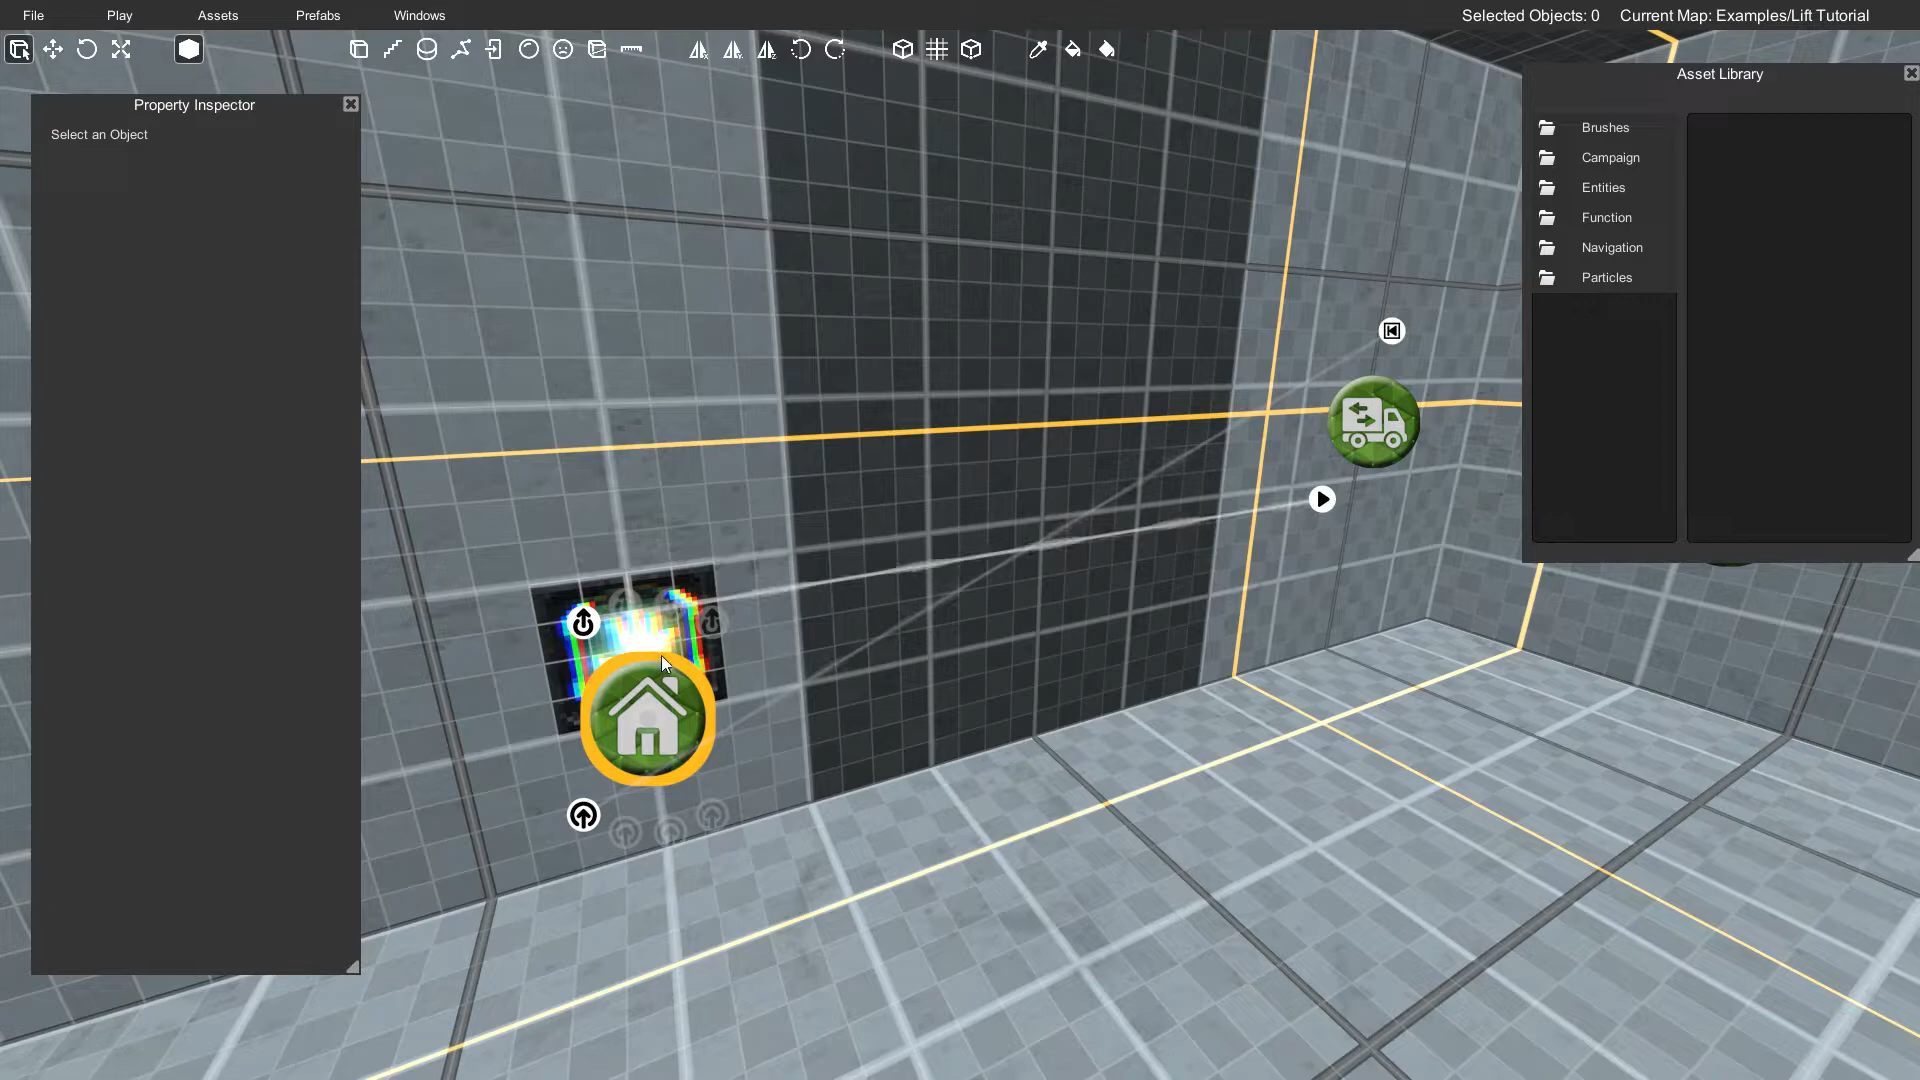 File Play Assets Prefabs Windows Selected Objects: 0 Current Map: Examples/Lift Tutorial
Property Inspector
Select an Object
Asset Library
Brushes
Campaign
Entities
Function
Navigation
Particles